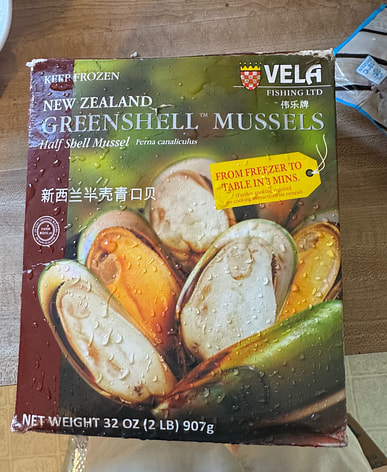 KEEP FROZEN
VELA
FISHING LTD
伟乐牌
NEW ZEALAND
GREENSHELL™ MUSSELS
Half Shell Mussel Perna canaliculus
FROM FREEZER TO
TABLE IN 3 MINS.
新西兰半壳青口贝
NET WEIGHT 32 OZ (2 LB) 907g